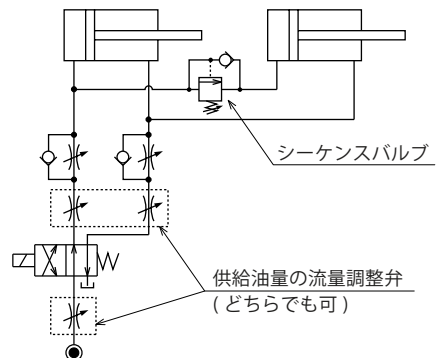 シーケンスバルブ
供給油量の流量調整弁
(どちらでも可)